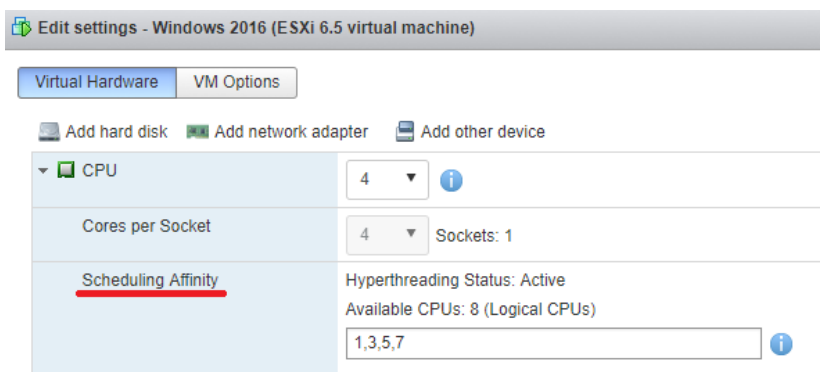 Edit settings - Windows 2016 (ESXi 6.5 virtual machine)
Virtual Hardware VM Options
Add hard disk Add network adapter Add other device
CPU 4
Cores per Socket 4 Sockets: 1
Scheduling Affinity Hyperthreading Status: Active
Available CPUs: 8 (Logical CPUs)
1,3,5,7